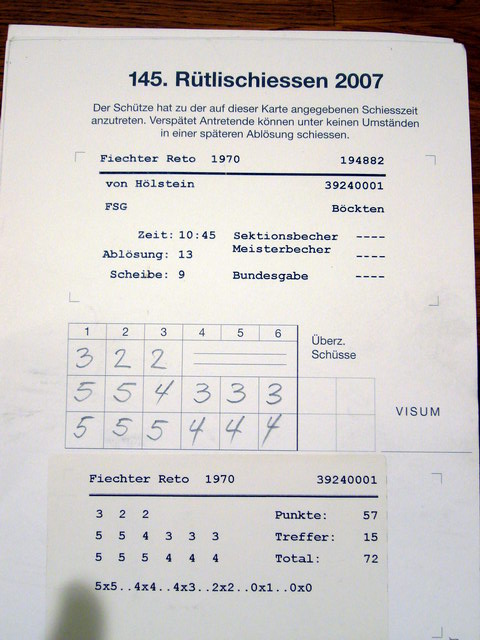 145. Rütlischiessen 2007
Der Schütze hat zu der auf dieser Karte angegebenen Schiesszeit
anzutreten. Verspätet Antretende können unter keinen Umständen
in einer späteren Ablösung schiessen.
Fiechter Reto 1970 194882
von Hölstein 39240001
FSG Böckten
Zeit: 10:45 Sektionsbecher ----
Meisterbecher ----
Ablösung: 13
Scheibe: 9 Bundesgabe ----
1 2 3 4 5 6 Überz.
Schüsse
3 2 2
5 5 4 3 3 3
VISUM
5 5 5 4 4 4
Fiechter Reto 1970 39240001
3 2 2 Punkte: 57
5 5 4 3 3 3 Treffer: 15
5 5 5 4 4 4 Total: 72
5x5..4x4..4x3..2x2..0x1..0x0